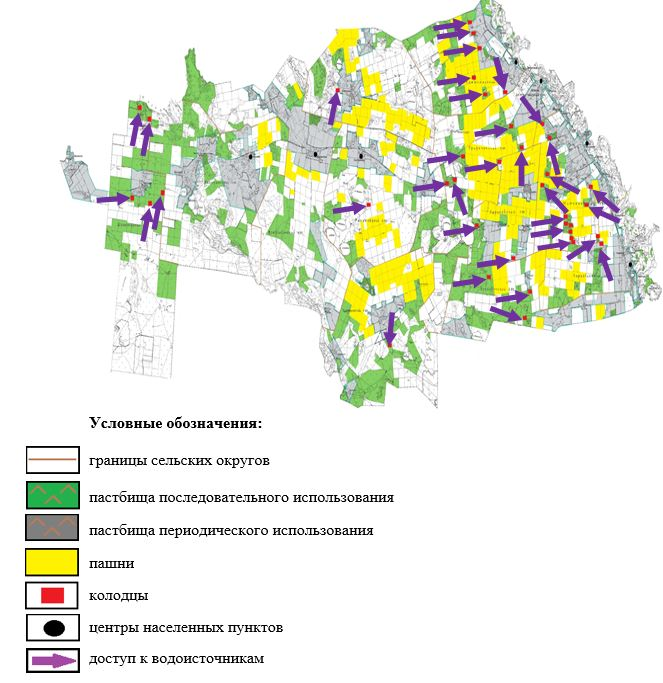 Условные обозначения:
границы сельских округов
пастбища последовательного использования
пастбища периодического использования
пашни
колодцы
центры населенных пунктов
доступ к водоисточникам